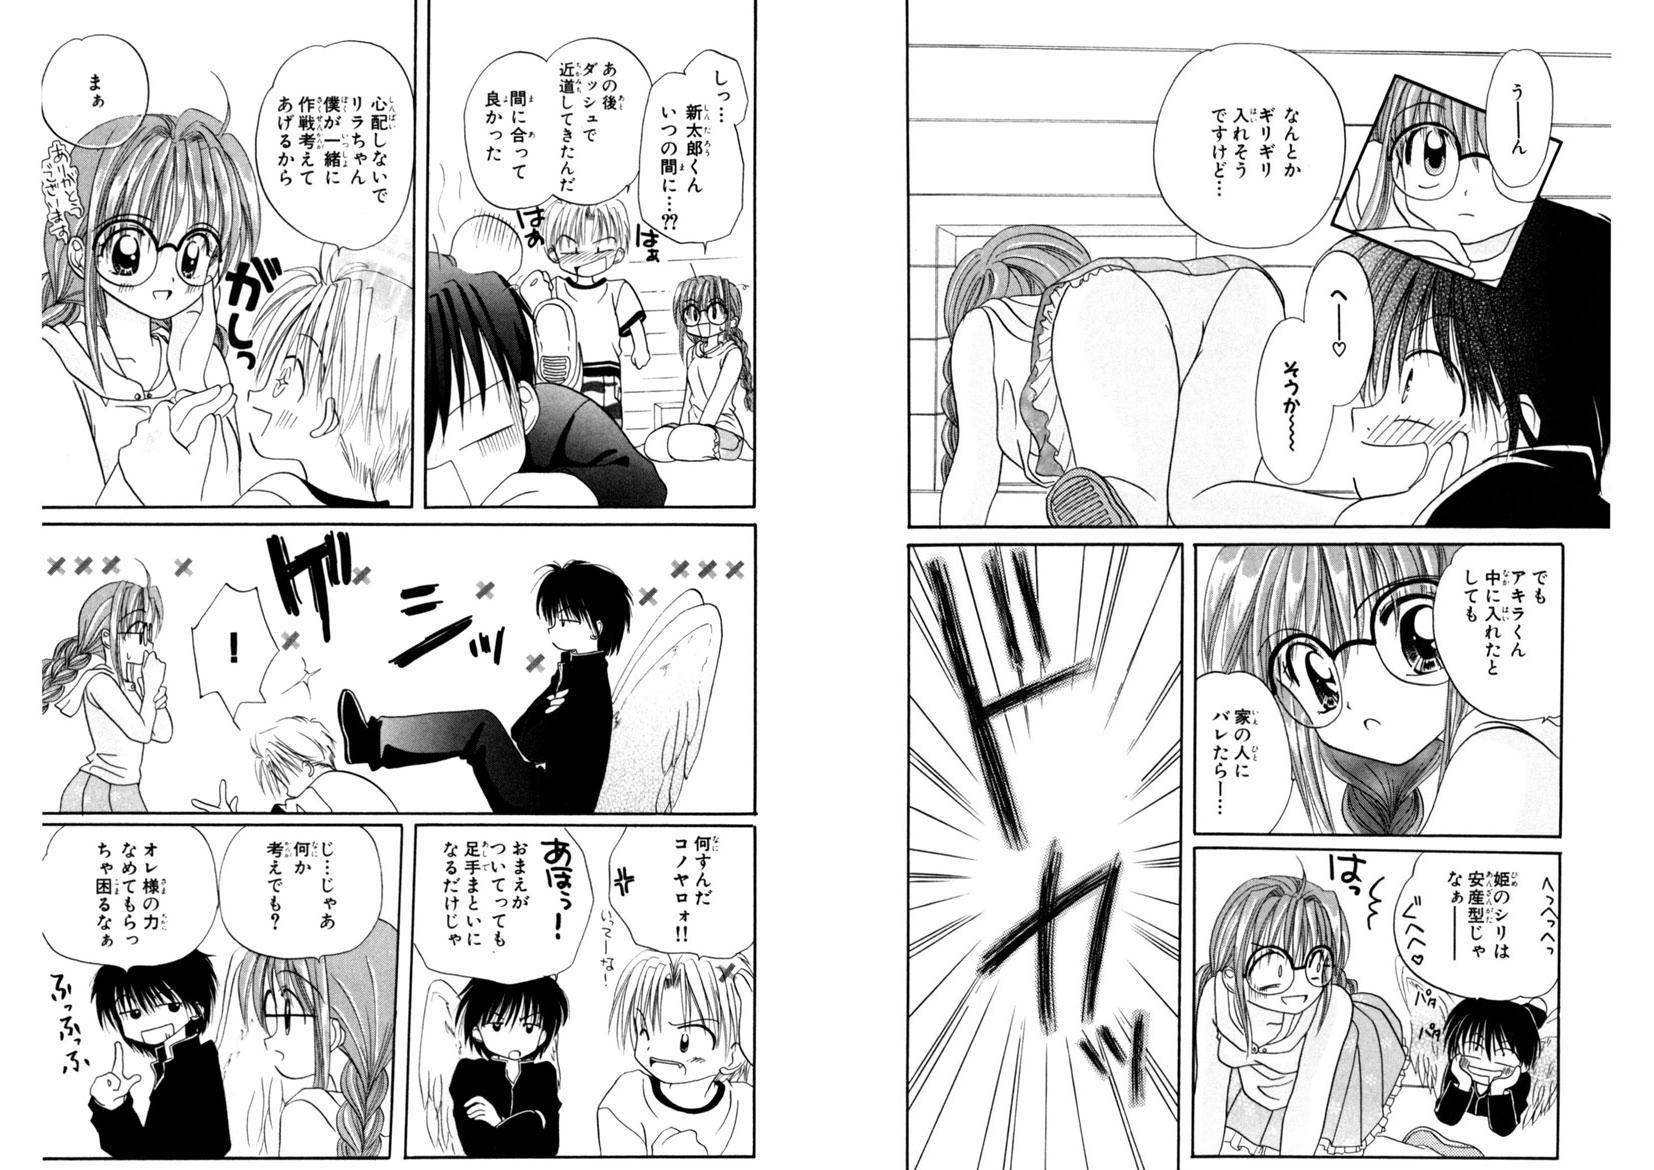 うーーん
なんとか
ギリギリ
入れそう
ですけど…
へーー♡
そうか～～～
でも
アキラくん
中に入れたと
しても
家の人に
バレたらー…
へっへっへっ
姫のシリは
安産型じゃ
なぁーー
ぐへへへ♡
はっ
パタ
パタ
しっ…
新太郎くん
いつの間に…??
あの後
ダッシュで
近道してきたんだ
間に合って
良かった
はぁ
はぁ
心配しないで
リラちゃん
僕が一緒に
作戦考えて
あげるから
まぁ
ありがとう
ございます
がしっ
！
ゲシッ
何すんだ
コノヤロォ!!
いってーな！
あほぅ！
おまえが
ついてっても
足手まといに
なるだけじゃ
じ…じゃあ
何か
考えでも？
オレ様の力
なめてもらっ
ちゃ困るなぁ
ふっふっふ